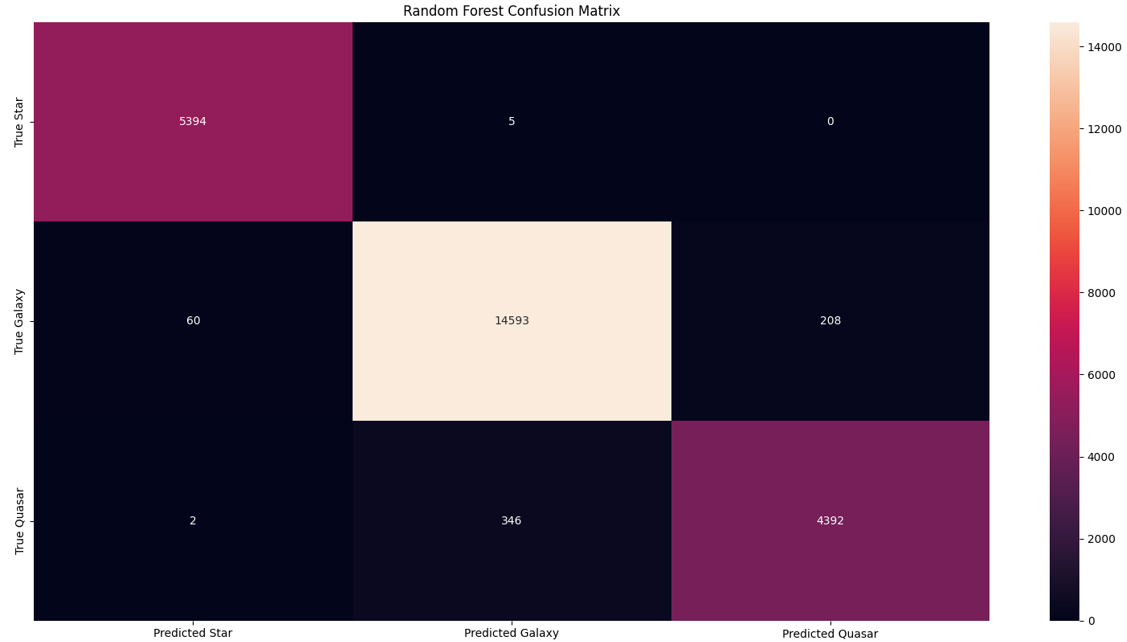 Random Forest Confusion Matrix
True Star
5394
5
0
True Galaxy
60
14593
208
True Quasar
2
346
4392
Predicted Star
Predicted Galaxy
Predicted Quasar
14000
12000
10000
8000
6000
4000
2000
0